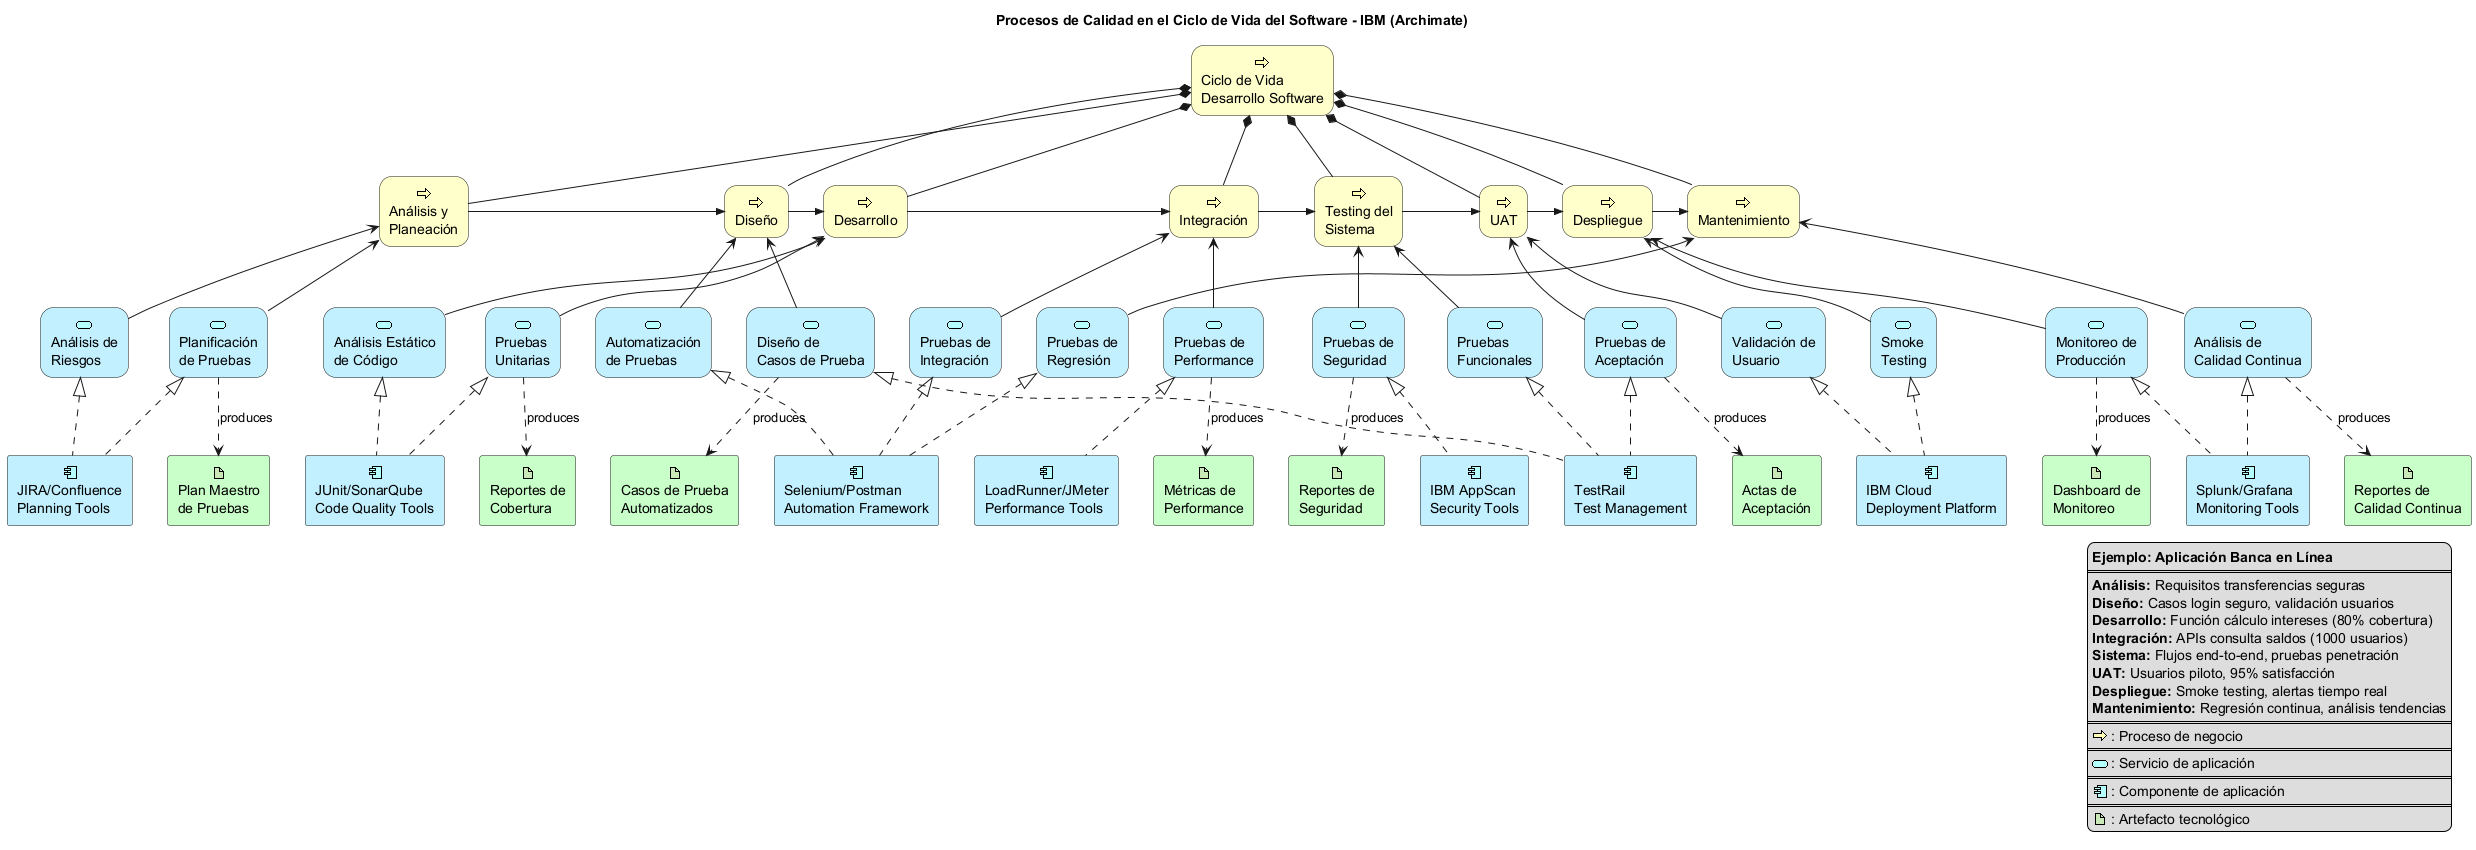 Procesos de Calidad en el Ciclo de Vida del Software - IBM (Archimate)
Ciclo de Vida
Desarrollo Software
Análisis y
Planeación
Diseño
Desarrollo
Integración
Testing del
Sistema
UAT
Despliegue
Mantenimiento
Análisis de
Riesgos
Planificación
de Pruebas
Análisis Estático
de Código
Pruebas
Unitarias
Automatización
de Pruebas
Diseño de
Casos de Prueba
Pruebas de
Integración
Pruebas de
Regresión
Pruebas de
Performance
Pruebas de
Seguridad
Pruebas
Funcionales
Pruebas de
Aceptación
Validación de
Usuario
Smoke
Testing
Monitoreo de
Producción
Análisis de
Calidad Continua
produces
produces
produces
produces
produces
produces
produces
produces
JIRA/Confluence
Planning Tools
Plan Maestro
de Pruebas
JUnit/SonarQube
Code Quality Tools
Reportes de
Cobertura
Casos de Prueba
Automatizados
Selenium/Postman
Automation Framework
LoadRunner/JMeter
Performance Tools
Métricas de
Performance
Reportes de
Seguridad
IBM AppScan
Security Tools
TestRail
Test Management
Actas de
Aceptación
IBM Cloud
Deployment Platform
Dashboard de
Monitoreo
Splunk/Grafana
Monitoring Tools
Reportes de
Calidad Continua
Ejemplo: Aplicación Banca en Línea
Análisis: Requisitos transferencias seguras
Diseño: Casos login seguro, validación usuarios
Desarrollo: Función cálculo intereses (80% cobertura)
Integración: APIs consulta saldos (1000 usuarios)
Sistema: Flujos end-to-end, pruebas penetración
UAT: Usuarios piloto, 95% satisfacción
Despliegue: Smoke testing, alertas tiempo real
Mantenimiento: Regresión continua, análisis tendencias
: Proceso de negocio
: Servicio de aplicación
: Componente de aplicación
: Artefacto tecnológico